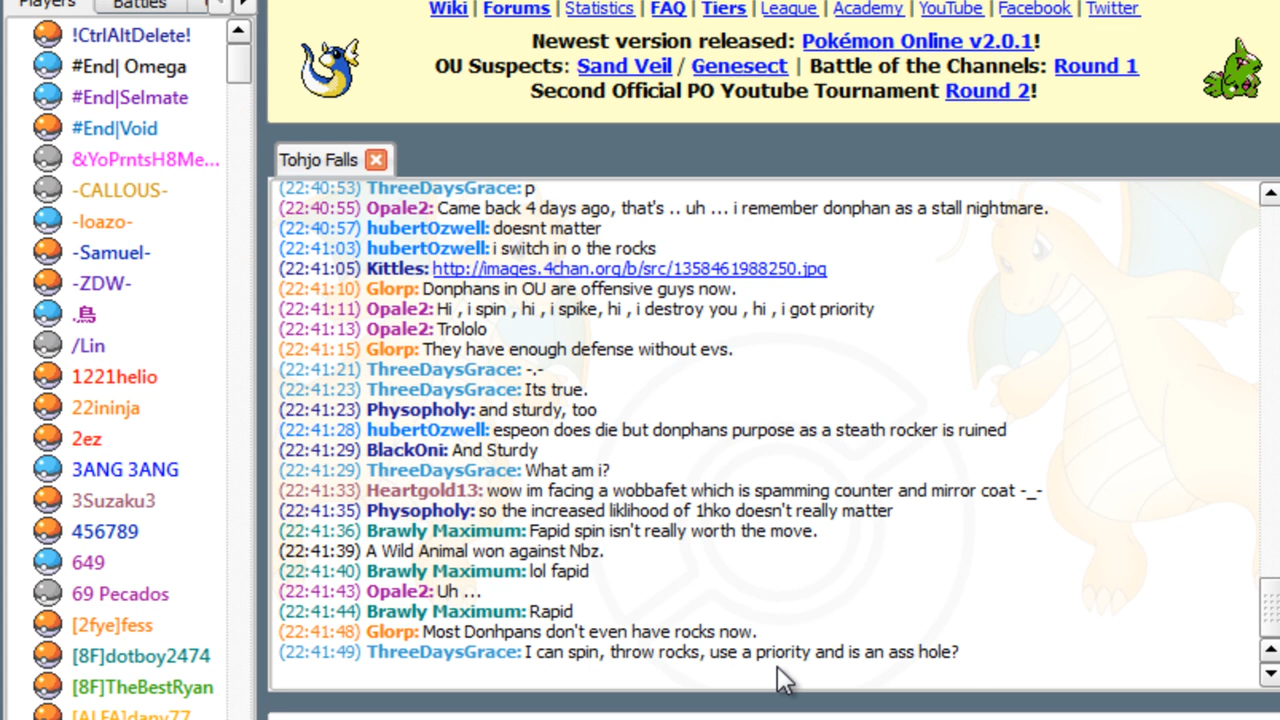 Players
Battles
!CtrlAltDelete!
#End| Omega
#End|Selmate
#End|Void
&YoPrntsH8Me...
-CALLOUS-
-loazo-
-Samuel-
-ZDW-
.鳥
/Lin
1221helio
22ininja
2ez
3ANG 3ANG
3Suzaku3
456789
649
69 Pecados
[2fye]fess
[8F]dotboy2474
[8F]TheBestRyan
[ALFA]dany77
Wiki | Forums | Statistics | FAQ | Tiers | League | Academy | YouTube | Facebook | Twitter
Newest version released: Pokémon Online v2.0.1!
OU Suspects: Sand Veil / Genesect | Battle of the Channels: Round 1
Second Official PO Youtube Tournament Round 2!
Tohjo Falls
(22:40:53) ThreeDaysGrace: p
(22:40:55) Opale2: Came back 4 days ago, that's .. uh ... i remember donphan as a stall nightmare.
(22:40:57) hubertOzwell: doesnt matter
(22:41:03) hubertOzwell: i switch in o the rocks
(22:41:05) Kittles: http://images.4chan.org/b/src/1358461988250.jpg
(22:41:10) Glorp: Donphans in OU are offensive guys now.
(22:41:11) Opale2: Hi , i spin , hi , i spike, hi , i destroy you , hi , i got priority
(22:41:13) Opale2: Trololo
(22:41:15) Glorp: They have enough defense without evs.
(22:41:21) ThreeDaysGrace: -.-
(22:41:23) ThreeDaysGrace: Its true.
(22:41:23) Physopholy: and sturdy, too
(22:41:28) hubertOzwell: espeon does die but donphans purpose as a steath rocker is ruined
(22:41:29) BlackOni: And Sturdy
(22:41:29) ThreeDaysGrace: What am i?
(22:41:33) Heartgold13: wow im facing a wobbafet which is spamming counter and mirror coat -_-
(22:41:35) Physopholy: so the increased liklihood of 1hko doesn't really matter
(22:41:36) Brawly Maximum: Fapid spin isn't really worth the move.
(22:41:39) A Wild Animal won against Nbz.
(22:41:40) Brawly Maximum: lol fapid
(22:41:43) Opale2: Uh ...
(22:41:44) Brawly Maximum: Rapid
(22:41:48) Glorp: Most Donhpans don't even have rocks now.
(22:41:49) ThreeDaysGrace: I can spin, throw rocks, use a priority and is an ass hole?